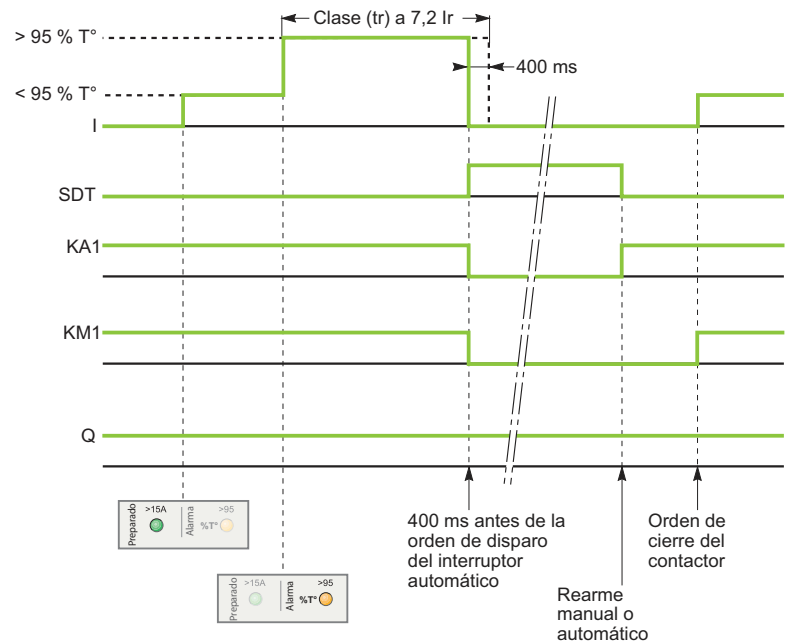 Clase (tr) a 7,2 Ir
> 95 % T°
400 ms
< 95 % T°
I
SDT
KA1
KM1
Q
Preparado
>15A
Alarma
>95
%T°
Preparado
>15A
Alarma
>95
%T°
400 ms antes de la
orden de disparo
del interruptor
automático
Rearme
manual o
automático
Orden de
cierre del
contactor